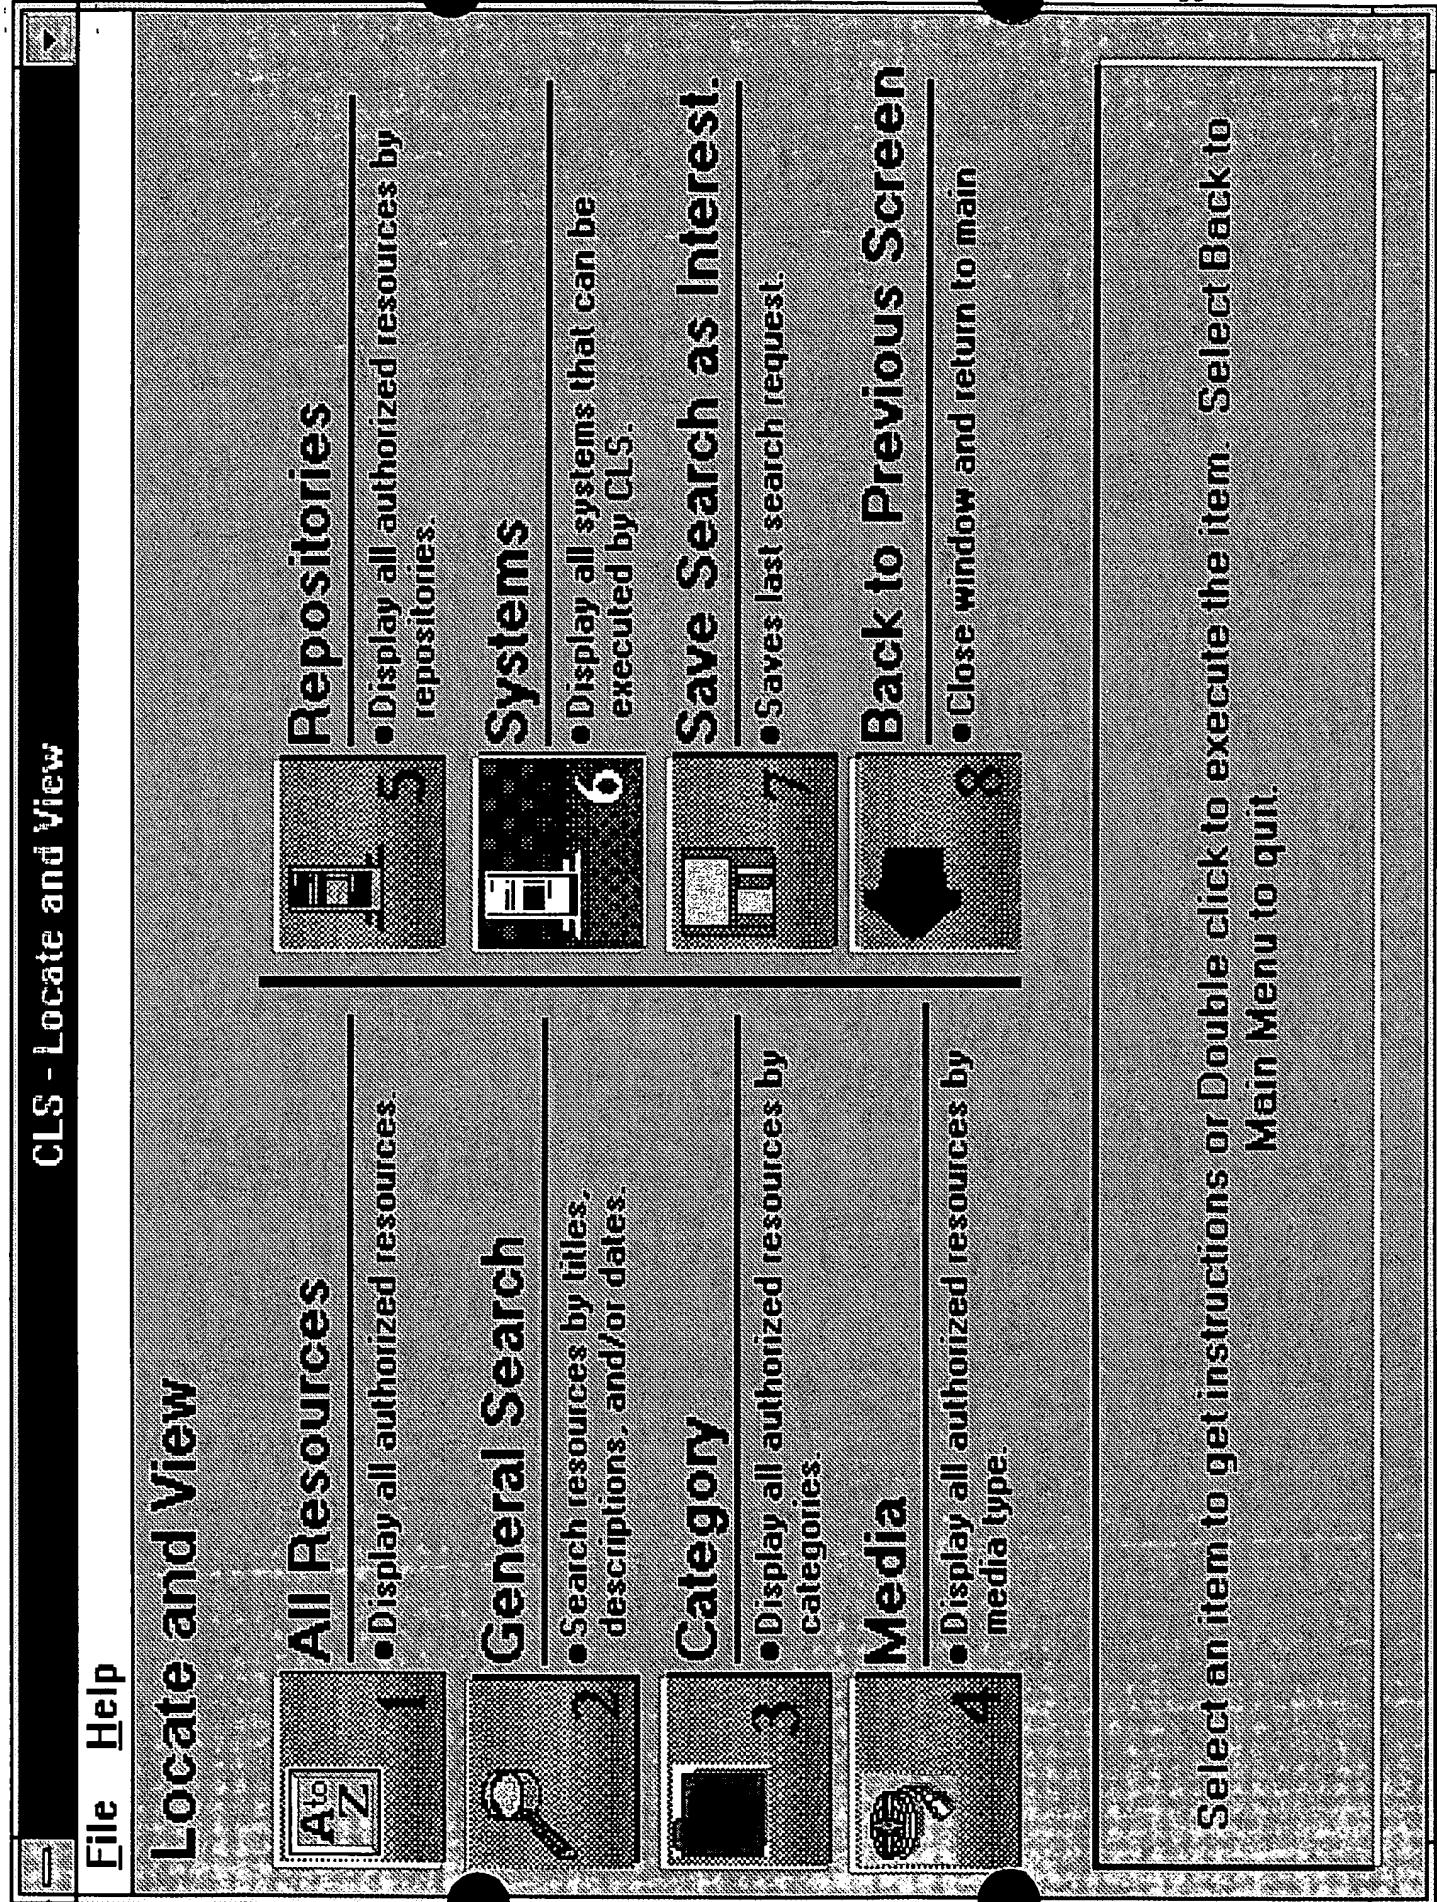 CLS - Locate and View
File Help
Locate and View
A to
Z
1
All Resources
● Display all authorized resources.
2
General Search
● Search resources by titles,
descriptions, and/or dates.
3
Category
● Display all authorized resources by
categories.
4
Media
● Display all authorized resources by
media type.
5
Repositories
● Display all authorized resources by
repositories.
6
Systems
● Display all systems that can be
executed by CLS.
7
Save Search as Interest.
● Saves last search request.
8
Back to Previous Screen
● Close window and return to main
Select an item to get instructions or Double click to execute the item. Select Back to
Main Menu to quit.